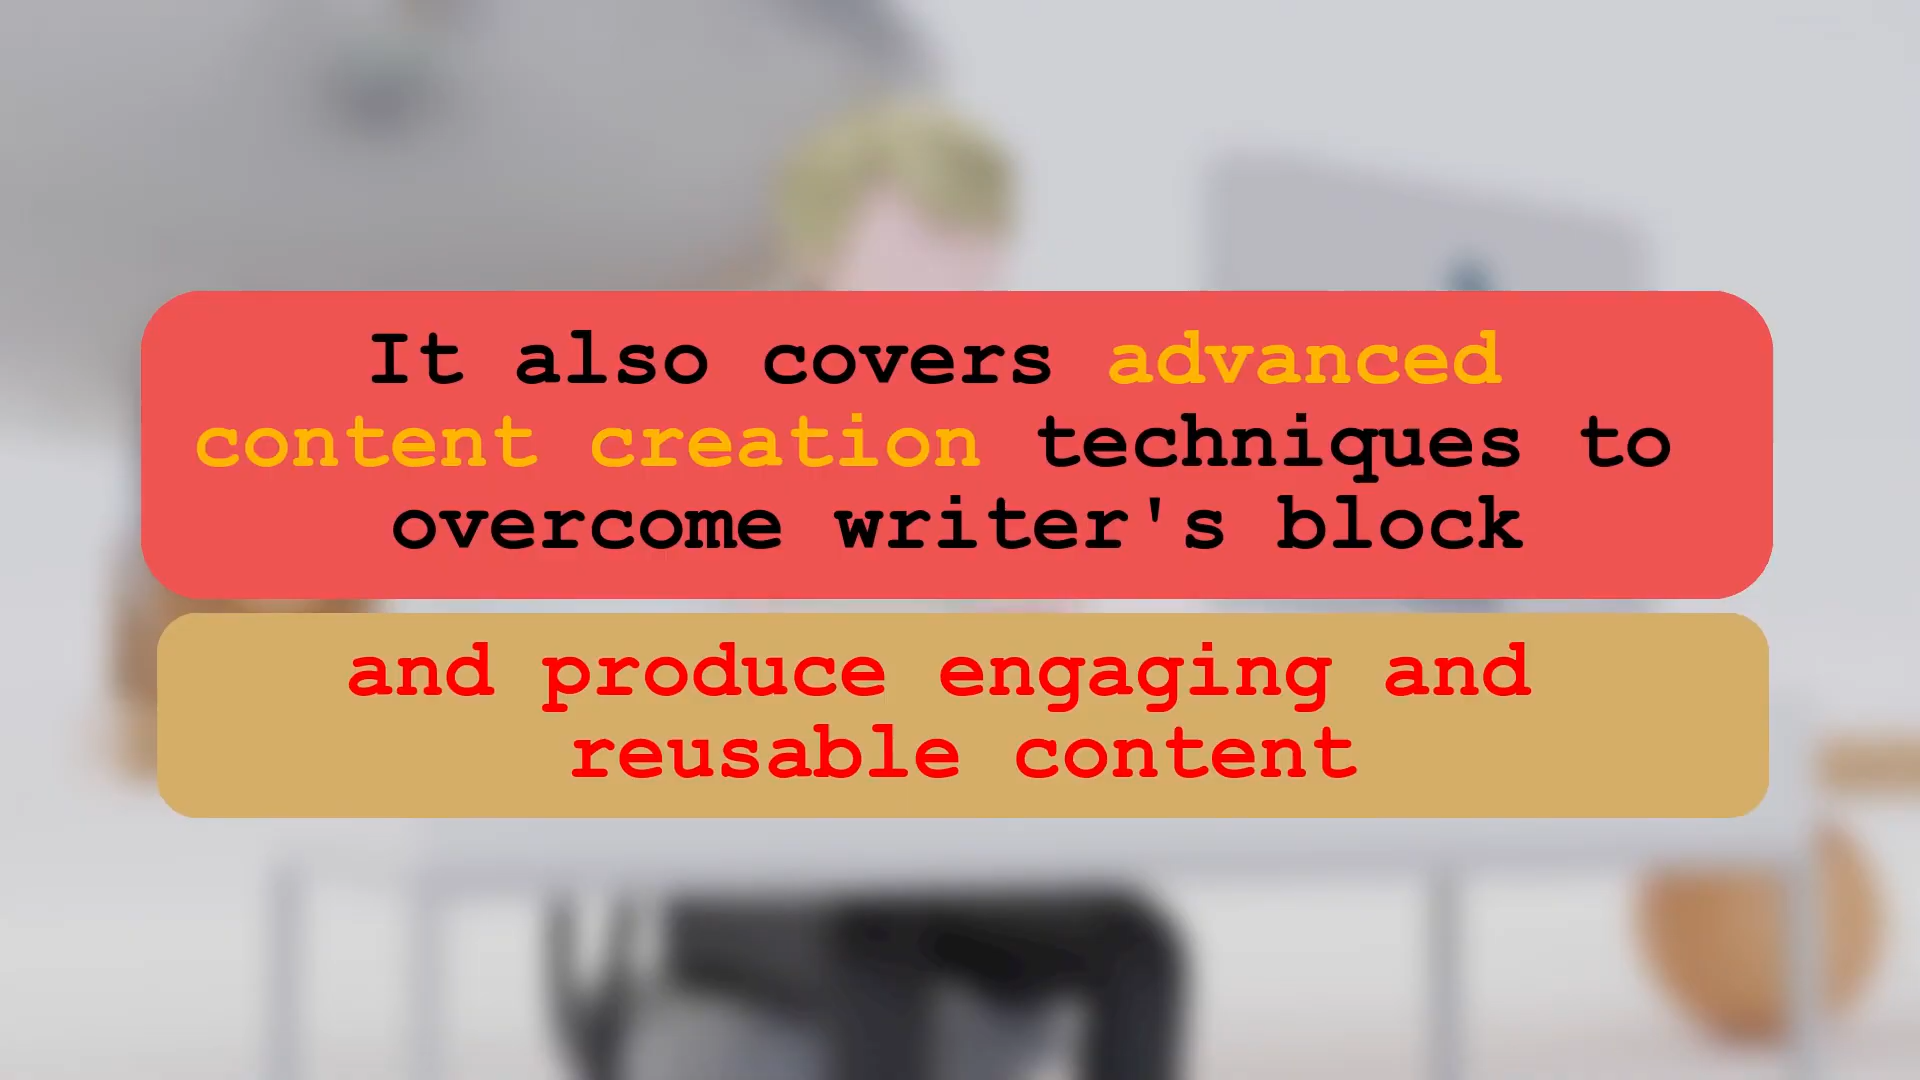 It also covers advanced
content creation techniques to
overcome writer's block
and produce engaging and
reusable content